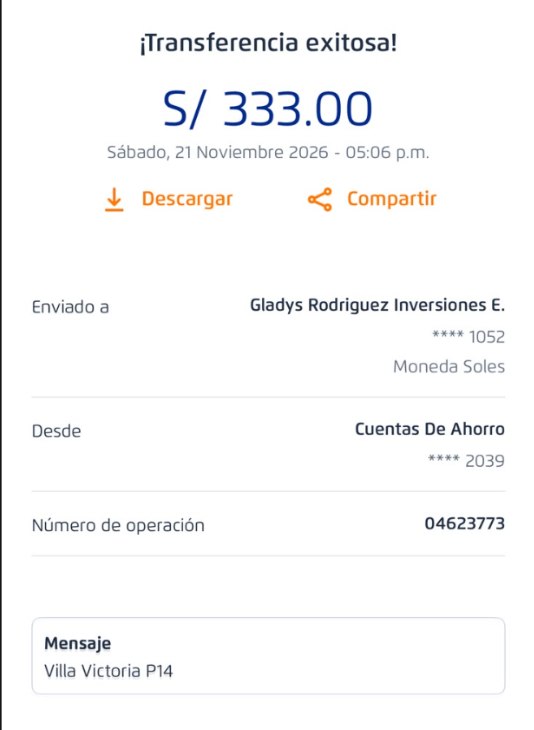 ¡Transferencia exitosa!
S/ 333.00
Sábado, 21 Noviembre 2026 - 05:06 p.m.
Descargar Compartir
Enviado a Gladys Rodriguez Inversiones E.
**** 1052
Moneda Soles
Desde Cuentas De Ahorro
**** 2039
Número de operación 04623773
Mensaje
Villa Victoria P14